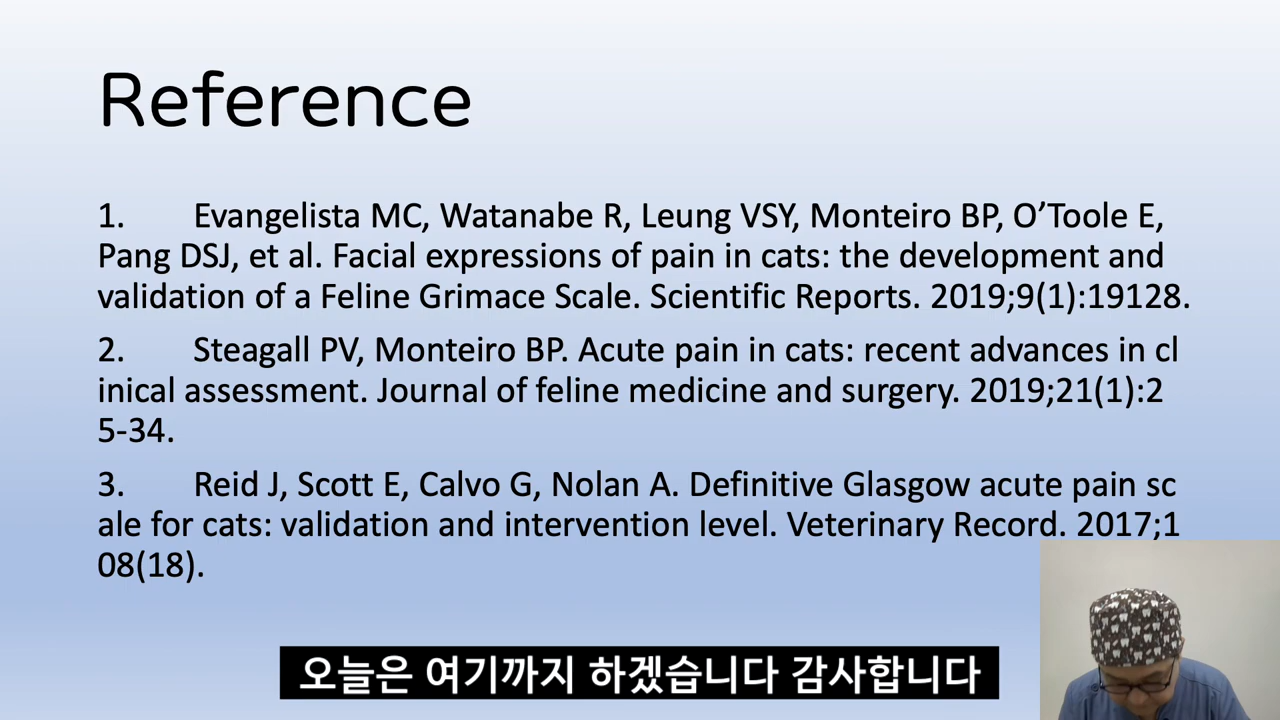 Reference
1. Evangelista MC, Watanabe R, Leung VSY, Monteiro BP, O’Toole E,
Pang DSJ, et al. Facial expressions of pain in cats: the development and
validation of a Feline Grimace Scale. Scientific Reports. 2019;9(1):19128.
2. Steagall PV, Monteiro BP. Acute pain in cats: recent advances in cl
inical assessment. Journal of feline medicine and surgery. 2019;21(1):2
5-34.
3. Reid J, Scott E, Calvo G, Nolan A. Definitive Glasgow acute pain sc
ale for cats: validation and intervention level. Veterinary Record. 2017;1
08(18).
오늘은 여기까지 하겠습니다 감사합니다